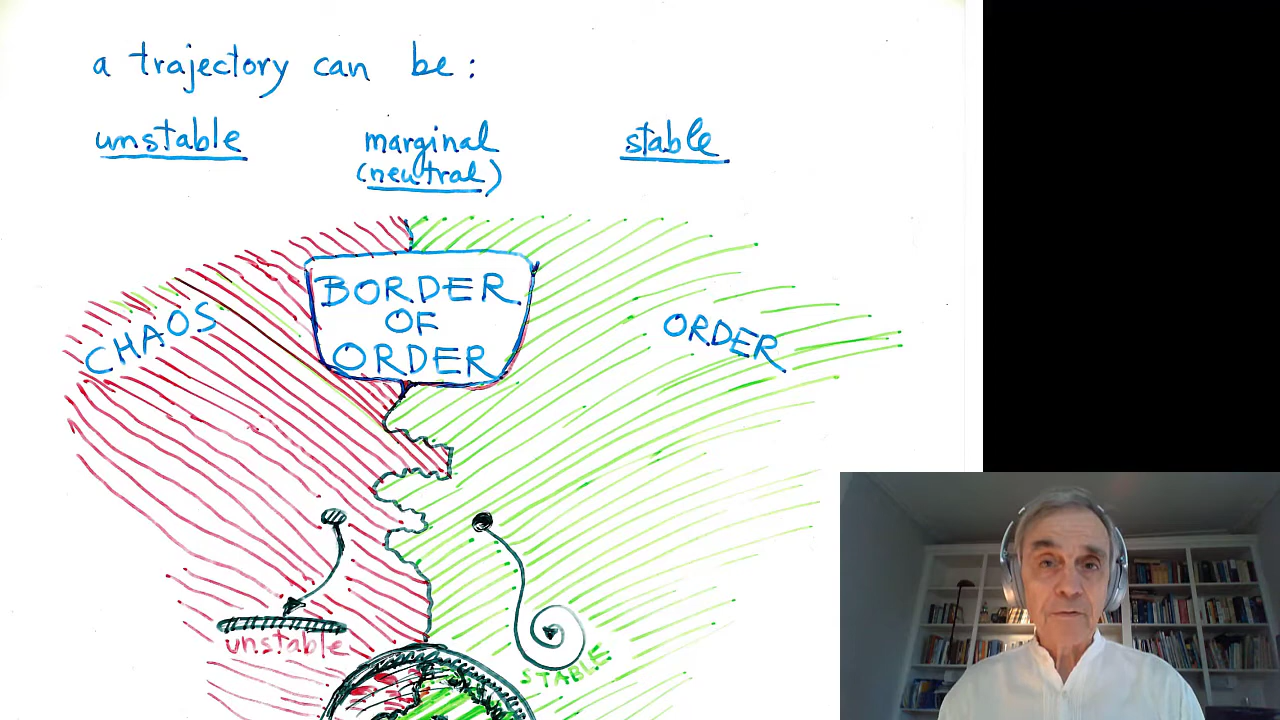 a trajectory can be:
unstable marginal stable
(neutral)
BORDER
OF
ORDER
CHAOS
ORDER
unstable
STABLE